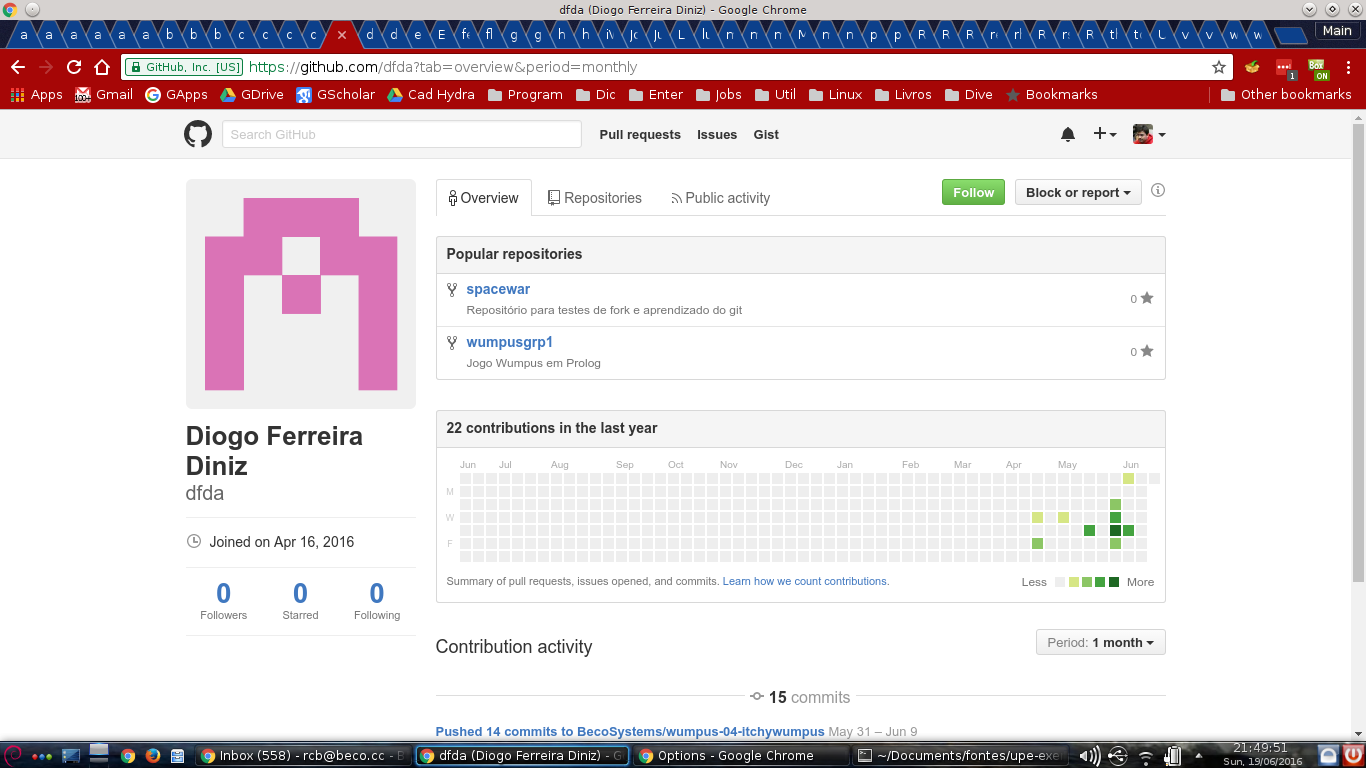 dfda (Diogo Ferreira Diniz) - Google Chrome
a a a a a b b b c c c c d d e E g g h h n n n n p p R R R R R U v v w w Main
GitHub, Inc. [US] https://github.com/dfda?tab=overview&period=monthly
Apps Gmail GApps GDrive GScholar Cad Hydra Program Dic Enter Jobs Util Linux Livros Dive Bookmarks Other bookmarks
Search GitHub Pull requests Issues Gist
Overview Repositories Public activity Follow Block or report
Popular repositories
spacewar
Repositório para testes de fork e aprendizado do git
0
wumpusgrp1
Jogo Wumpus em Prolog
0
Diogo Ferreira
Diniz
dfda
Joined on Apr 16, 2016
0 0 0
Followers Starred Following
22 contributions in the last year
Jun Jul Aug Sep Oct Nov Dec Jan Feb Mar Apr May Jun
M
W
F
Summary of pull requests, issues opened, and commits. Learn how we count contributions. Less More
Contribution activity Period: 1 month
15 commits
Pushed 14 commits to BecoSystems/wumpus-04-itchywumpus May 31 – Jun 9
Inbox (558) - rcb@beco.cc - B dfda (Diogo Ferreira Diniz) - G Options - Google Chrome ~/Documents/fontes/upe-exe 21:49:51
Sun, 19/06/2016